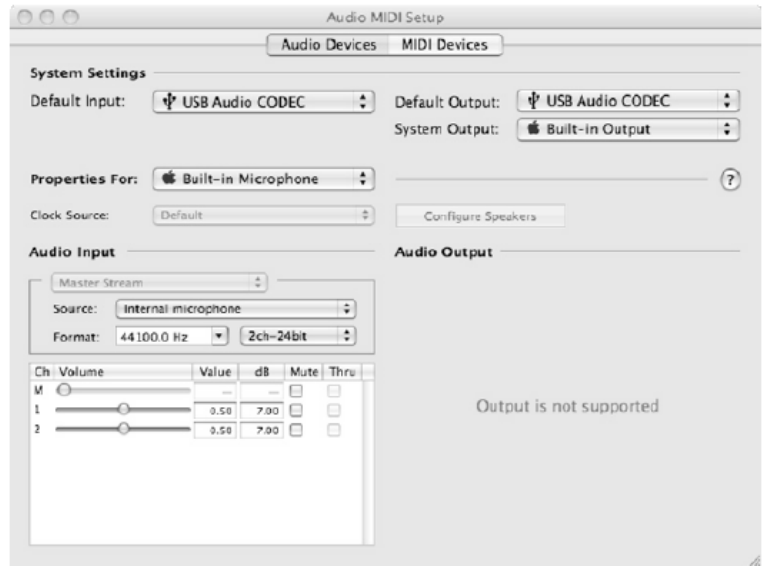 Audio MIDI Setup
Audio Devices MIDI Devices
System Settings
Default Input: USB Audio CODEC
Default Output: USB Audio CODEC
System Output: Built-in Output
Properties For: Built-in Microphone
?
Clock Source: Default
Configure Speakers
Audio Input
Audio Output
Master Stream
Source: Internal microphone
Format: 44100.0 Hz 2ch-24bit
Ch Volume Value dB Mute Thru
M — —
1 0.50 7.00
2 0.50 7.00
Output is not supported